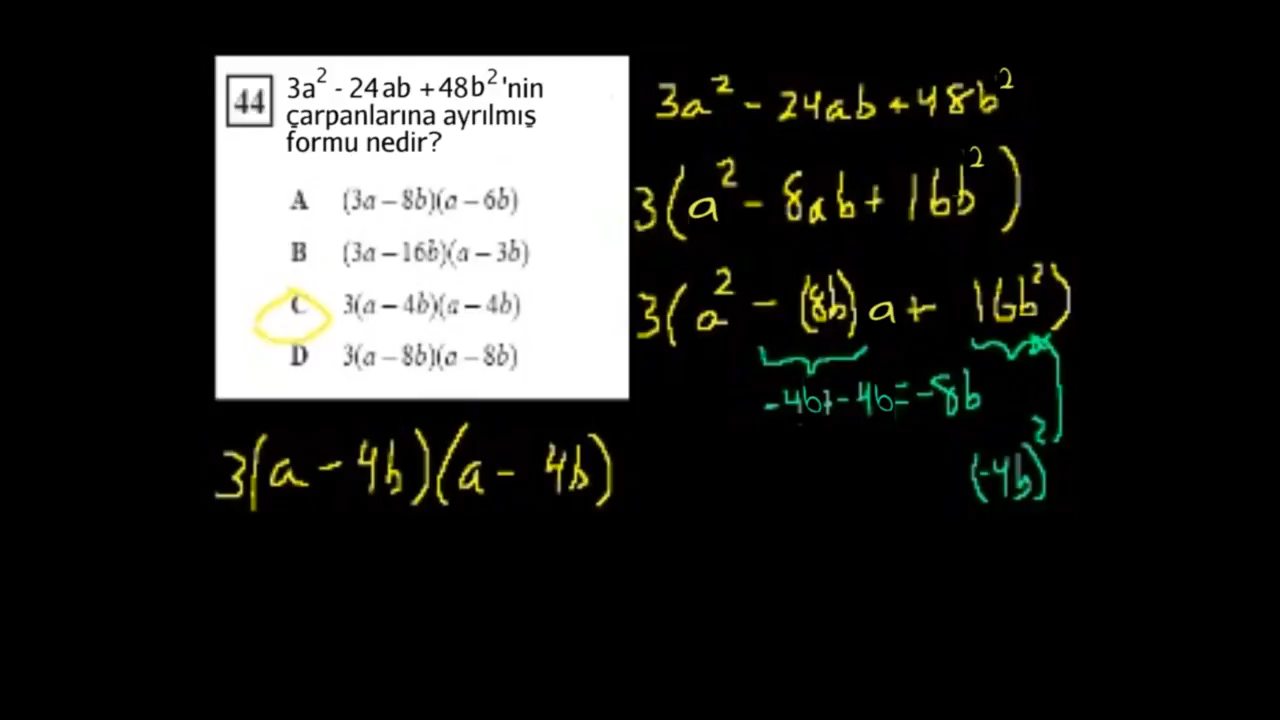 44
3a² - 24ab + 48b²'nin
çarpanlarına ayrılmış
formu nedir?
A (3a – 8b)(a – 6b)
B (3a – 16b)(a – 3b)
C 3(a – 4b)(a – 4b)
D 3(a – 8b)(a – 8b)
3a² - 24ab + 48b²
3(a² - 8ab + 16b²)
3(a² - (8b)a + 16b²)
-4b + -4b = -8b
(-4b)²
3(a - 4b)(a - 4b)